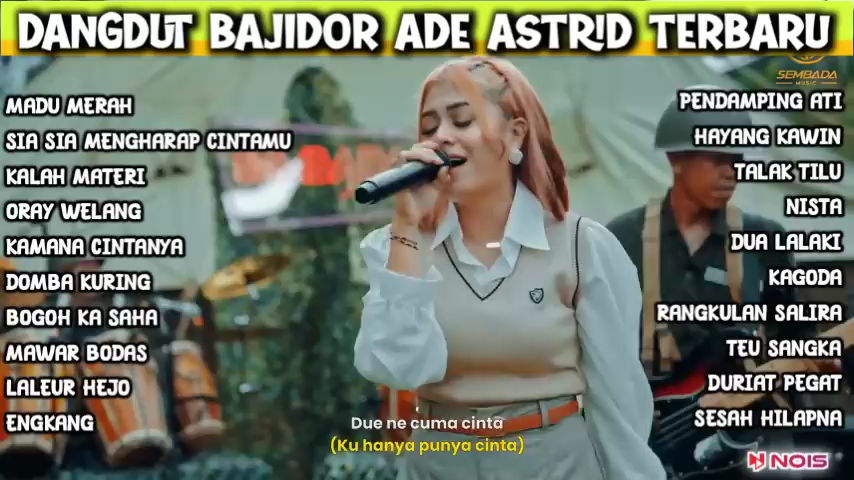 DANGDUT BAJIDOR ADE ASTRID TERBARU
SEMBADA
MUSIC
MADU MERAH
SIA SIA MENGHARAP CINTAMU
KALAH MATERI
ORAY WELANG
KAMANA CINTANYA
DOMBA KURING
BOGOH KA SAHA
MAWAR BODAS
LALEUR HEJO
ENGKANG
PENDAMPING ATI
HAYANG KAWIN
TALAK TILU
NISTA
DUA LALAKI
KAGODA
RANGKULAN SALIRA
TEU SANGKA
DURIAT PEGAT
SESAH HILAPNA
Due ne cuma cinta
(Ku hanya punya cinta)
NOIS